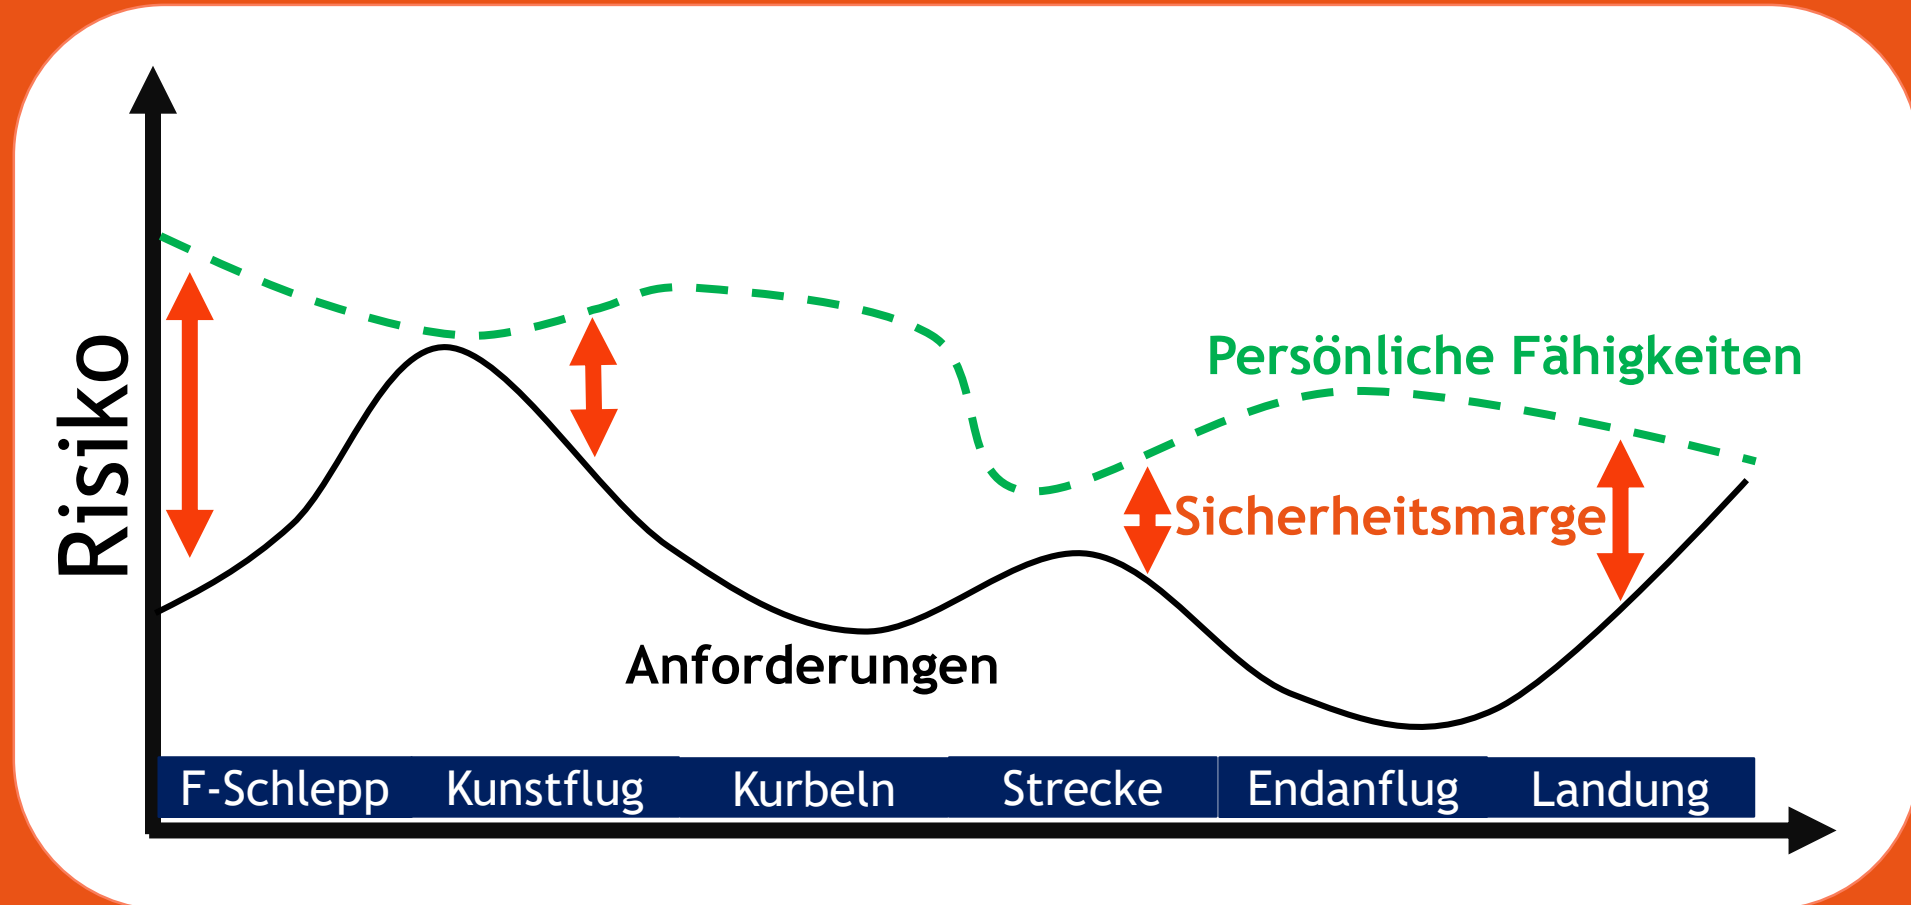 Risiko
Persönliche Fähigkeiten
Sicherheitsmarge
Anforderungen
F-Schlepp
Kunstflug
Kurbeln
Strecke
Endanflug
Landung